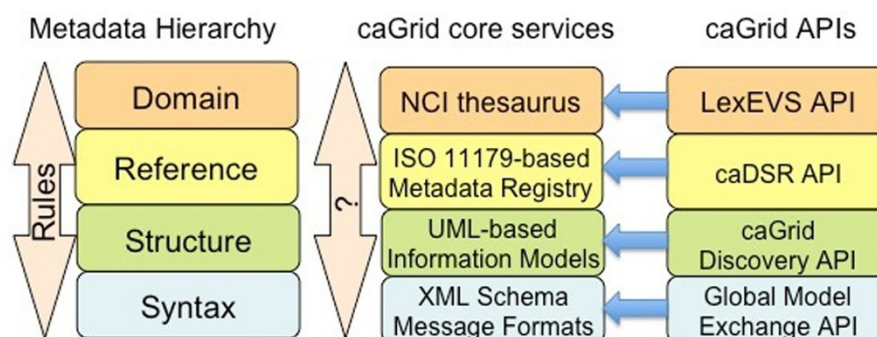 Metadata Hierarchy
caGrid core services
caGrid APIs
Rules
Domain
Reference
Structure
Syntax
?
NCI thesaurus
ISO 11179-based
Metadata Registry
UML-based
Information Models
XML Schema
Message Formats
LexEVS API
caDSR API
caGrid
Discovery API
Global Model
Exchange API